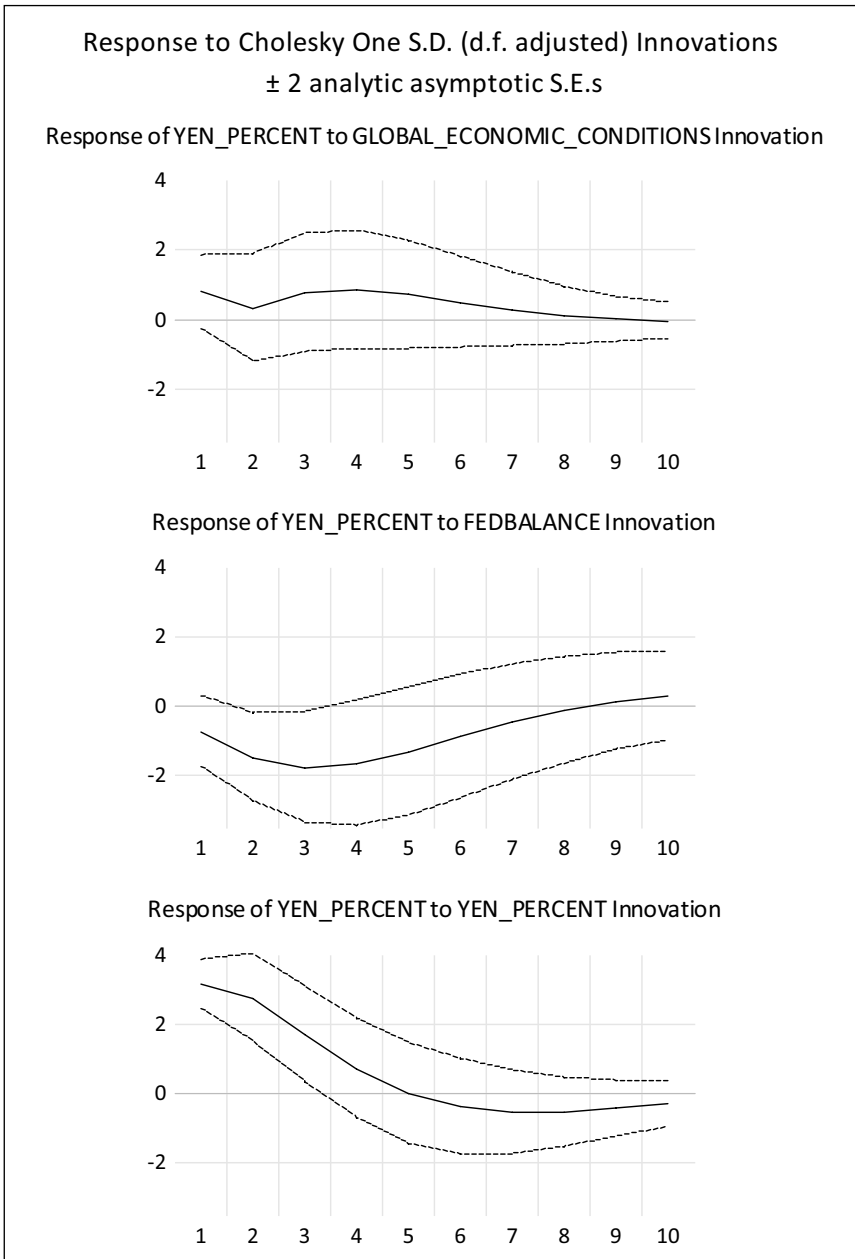 Response to Cholesky One S.D. (d.f. adjusted) Innovations
± 2 analytic asymptotic S.E.s
Response of YEN_PERCENT to GLOBAL_ECONOMIC_CONDITIONS Innovation
4
2
0
-2
1 2 3 4 5 6 7 8 9 10
Response of YEN_PERCENT to FEDBALANCE Innovation
4
2
0
-2
1 2 3 4 5 6 7 8 9 10
Response of YEN_PERCENT to YEN_PERCENT Innovation
4
2
0
-2
1 2 3 4 5 6 7 8 9 10